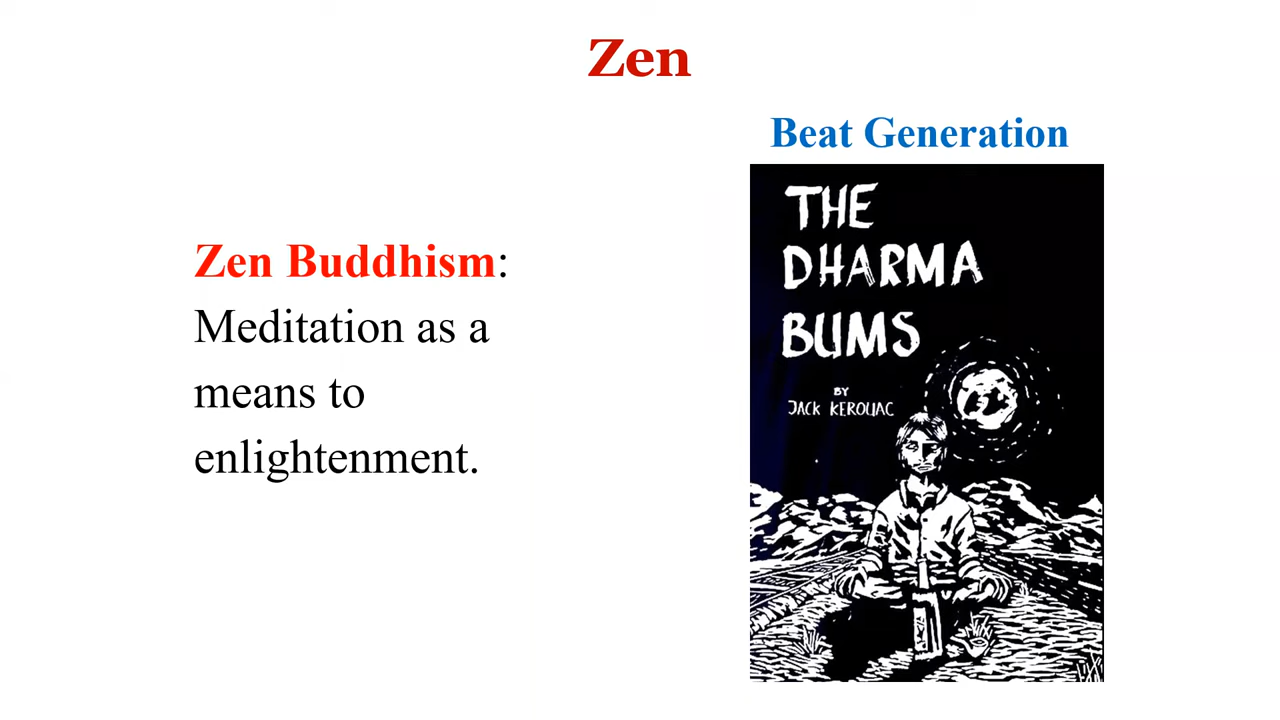 Zen
Beat Generation
Zen Buddhism:
Meditation as a
means to
enlightenment.
THE
DHARMA
BUMS
BY
JACK KEROUAC